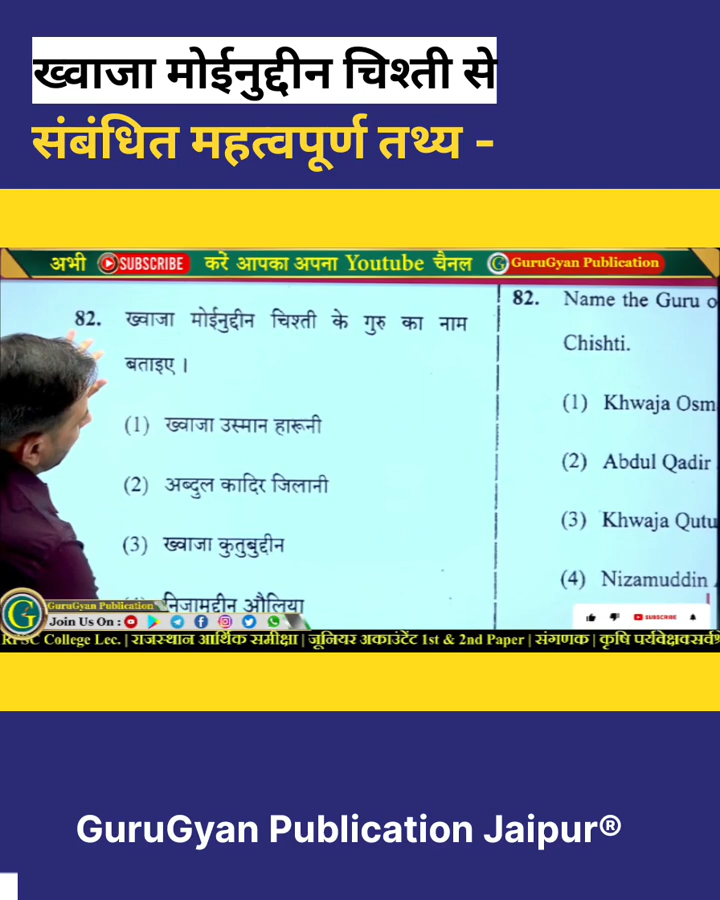 ख्वाजा मोईनुद्दीन चिश्ती से
संबंधित महत्वपूर्ण तथ्य -
अभी SUBSCRIBE करें आपका अपना Youtube चैनल G GuruGyan Publication
82. ख्वाजा मोईनुद्दीन चिश्ती के गुरु का नाम
बताइए ।
(1) ख्वाजा उस्मान हारूनी
(2) अब्दुल कादिर जिलानी
(3) ख्वाजा कुतुबुद्दीन
निजामुद्दीन औलिया
82. Name the Guru o
Chishti.
(1) Khwaja Osm
(2) Abdul Qadir
(3) Khwaja Qutu
(4) Nizamuddin
G GuruGyan Publication
Join Us On :
SUBSCRIBE
RPSC College Lec. | राजस्थान आर्थिक समीक्षा | जूनियर अकाउंटेंट 1st & 2nd Paper | संगणक | कृषि पर्यवेक्षक
GuruGyan Publication Jaipur®